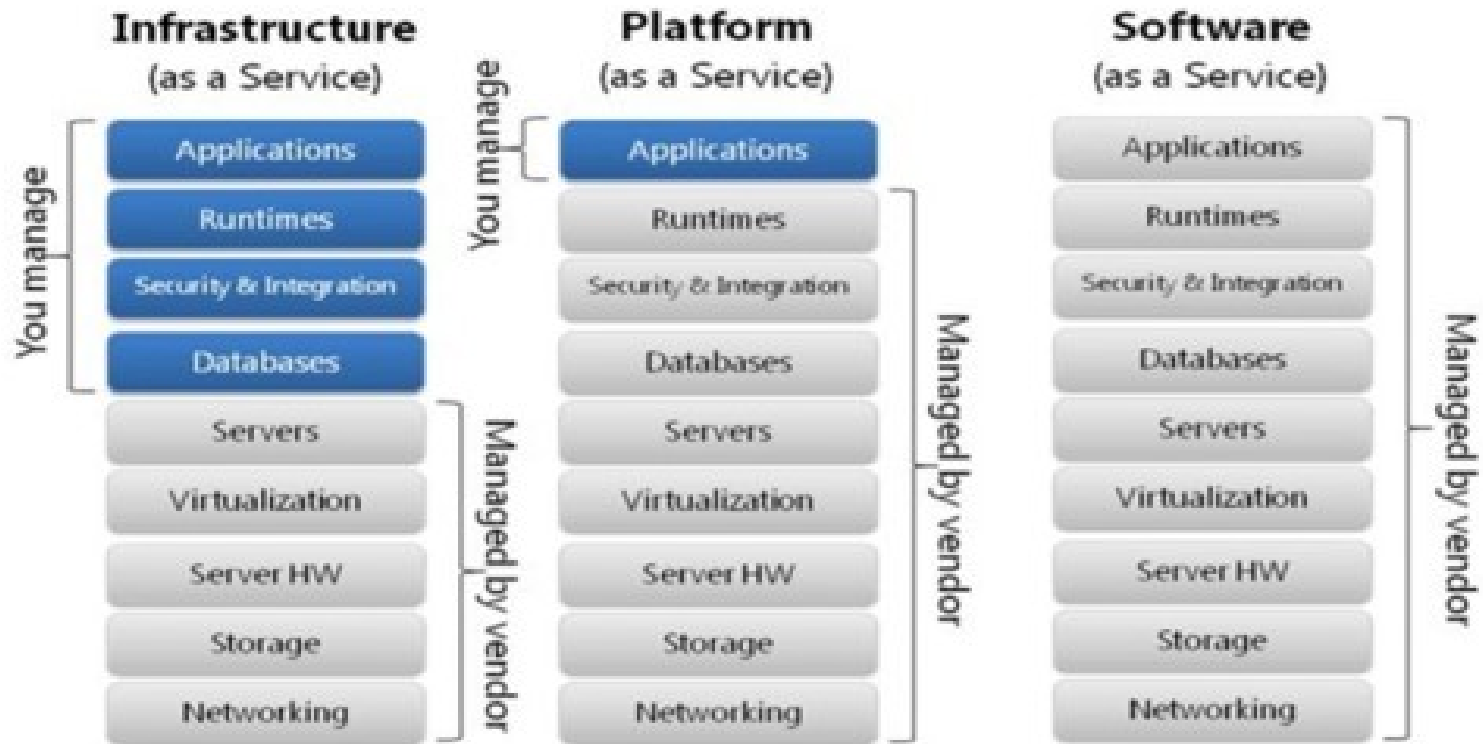 Infrastructure
(as a Service)
You manage
Applications
Runtimes
Security & Integration
Databases
Servers
Virtualization
Server HW
Storage
Networking
Managed by vendor
Platform
(as a Service)
You manage
Applications
Runtimes
Security & Integration
Databases
Servers
Virtualization
Server HW
Storage
Networking
Managed by vendor
Software
(as a Service)
Applications
Runtimes
Security & Integration
Databases
Servers
Virtualization
Server HW
Storage
Networking
Managed by vendor